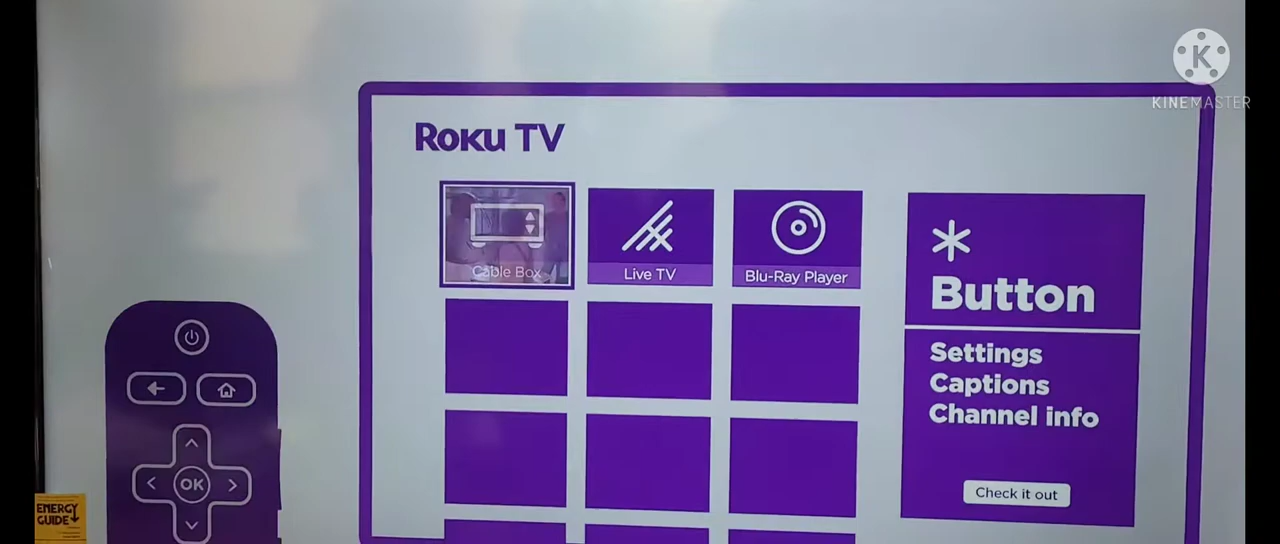 KINEMASTER
Roku TV
Cable Box
Live TV
Blu-Ray Player
Button
Settings
Captions
Channel info
Check it out
OK
ENERGY
GUIDE